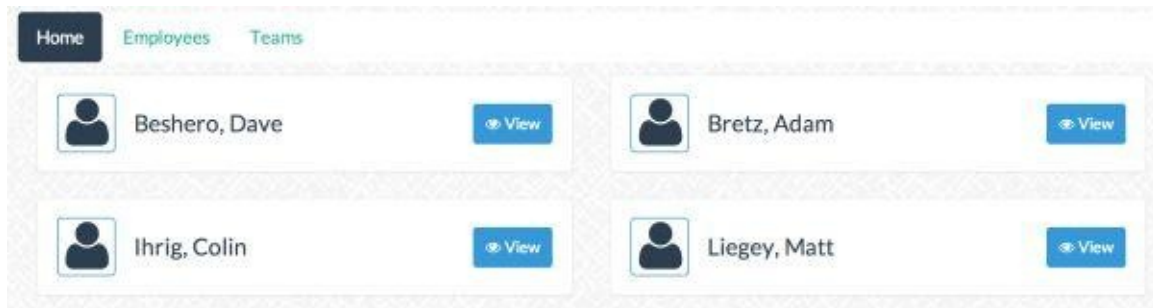 Home Employees Teams
Beshero, Dave View Bretz, Adam View
Ihrig, Colin View Liegey, Matt View